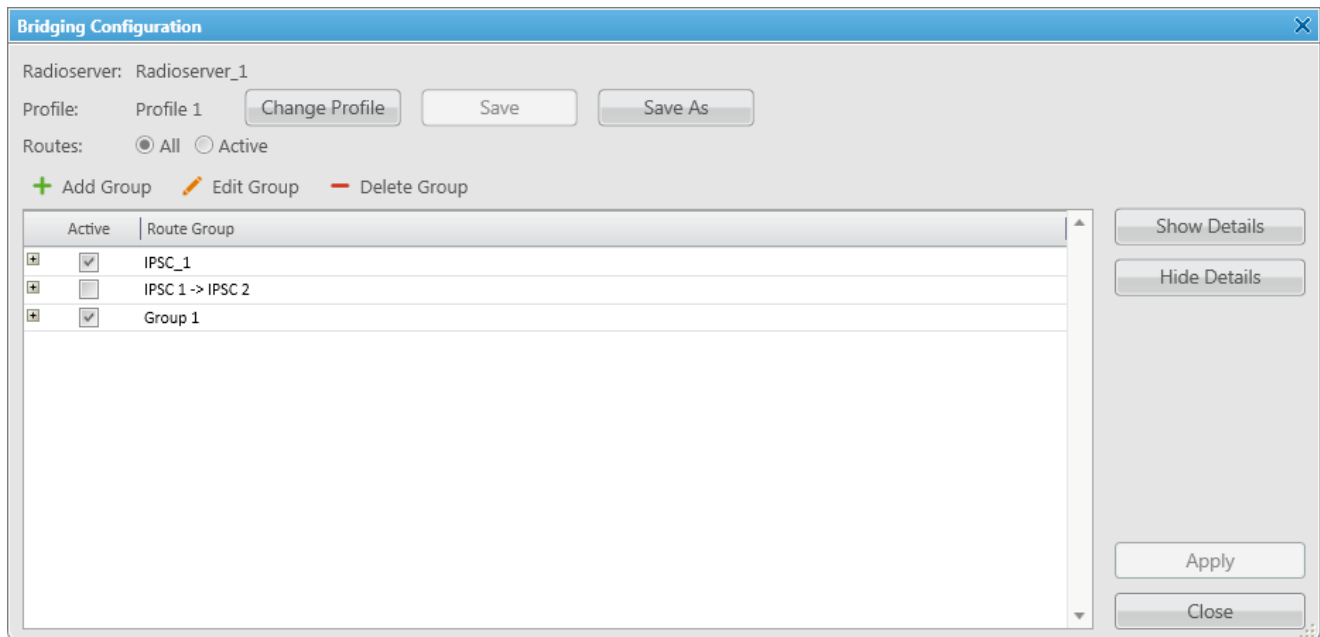 Bridging Configuration
Radioserver: Radioserver_1
Profile: Profile 1 Change Profile Save Save As
Routes: All Active
Add Group Edit Group Delete Group
Active Route Group Show Details
IPSC_1
Hide Details
IPSC 1 -> IPSC 2
Group 1
Apply
Close